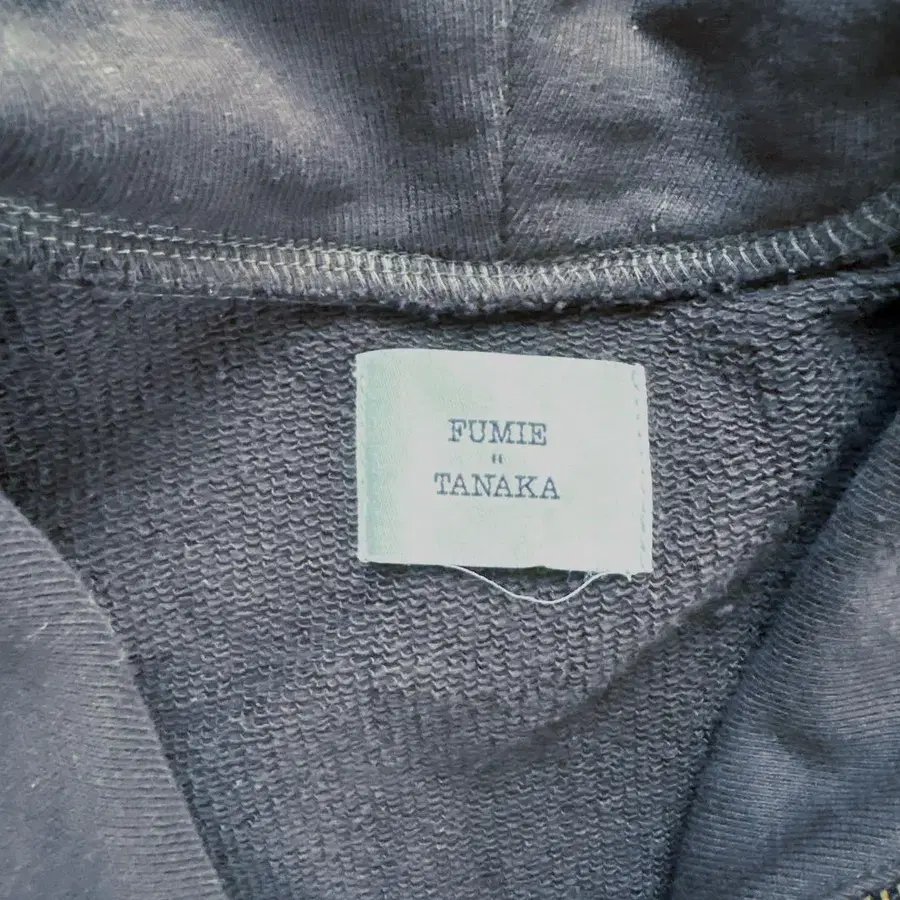 FUMIE
"
TANAKA